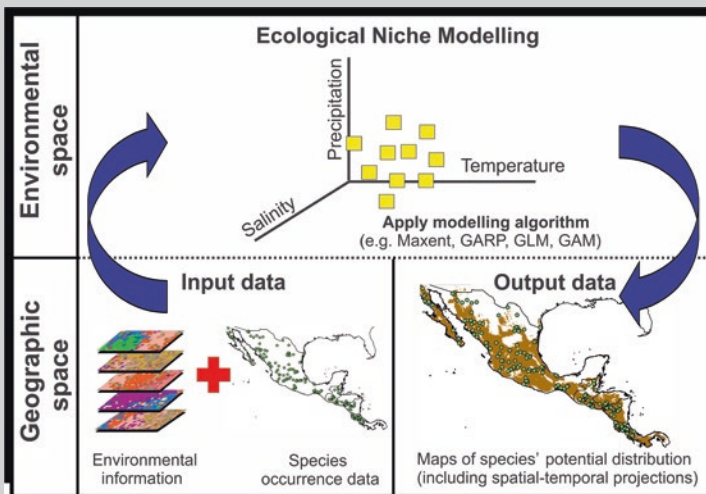 Ecological Niche Modelling
Environmental
space
Precipitation
Temperature
Salinity
Apply modelling algorithm
(e.g. Maxent, GARP, GLM, GAM)
Geographic
space
Input data
Environmental
information
Species
occurrence data
Output data
Maps of species' potential distribution
(including spatial-temporal projections)